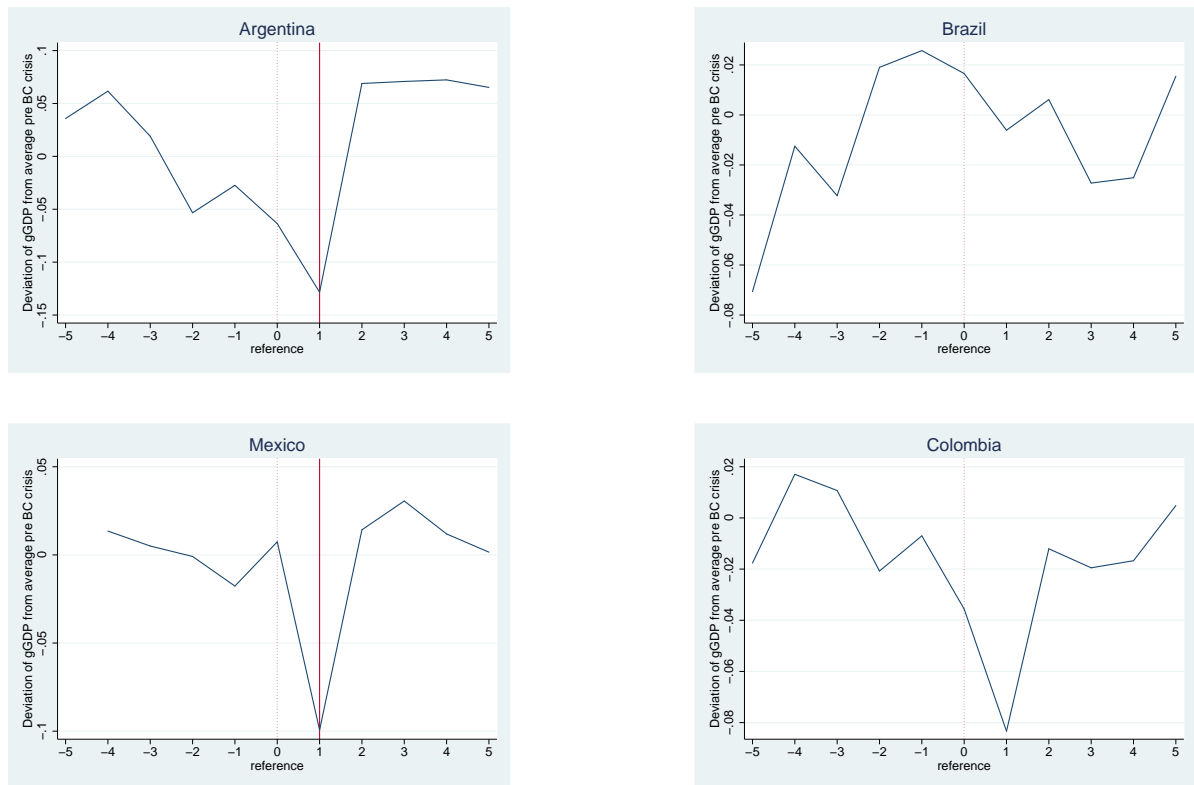 Argentina
Deviation of gGDP from average pre BC crisis
.1
.05
0
−.05
−.1
−.15
−5 −4 −3 −2 −1 0 1 2 3 4 5
reference
Brazil
Deviation of gGDP from average pre BC crisis
.02
0
−.02
−.04
−.06
−.08
−5 −4 −3 −2 −1 0 1 2 3 4 5
reference
Mexico
Deviation of gGDP from average pre BC crisis
.05
0
−.05
−.1
−5 −4 −3 −2 −1 0 1 2 3 4 5
reference
Colombia
Deviation of gGDP from average pre BC crisis
.02
0
−.02
−.04
−.06
−.08
−5 −4 −3 −2 −1 0 1 2 3 4 5
reference